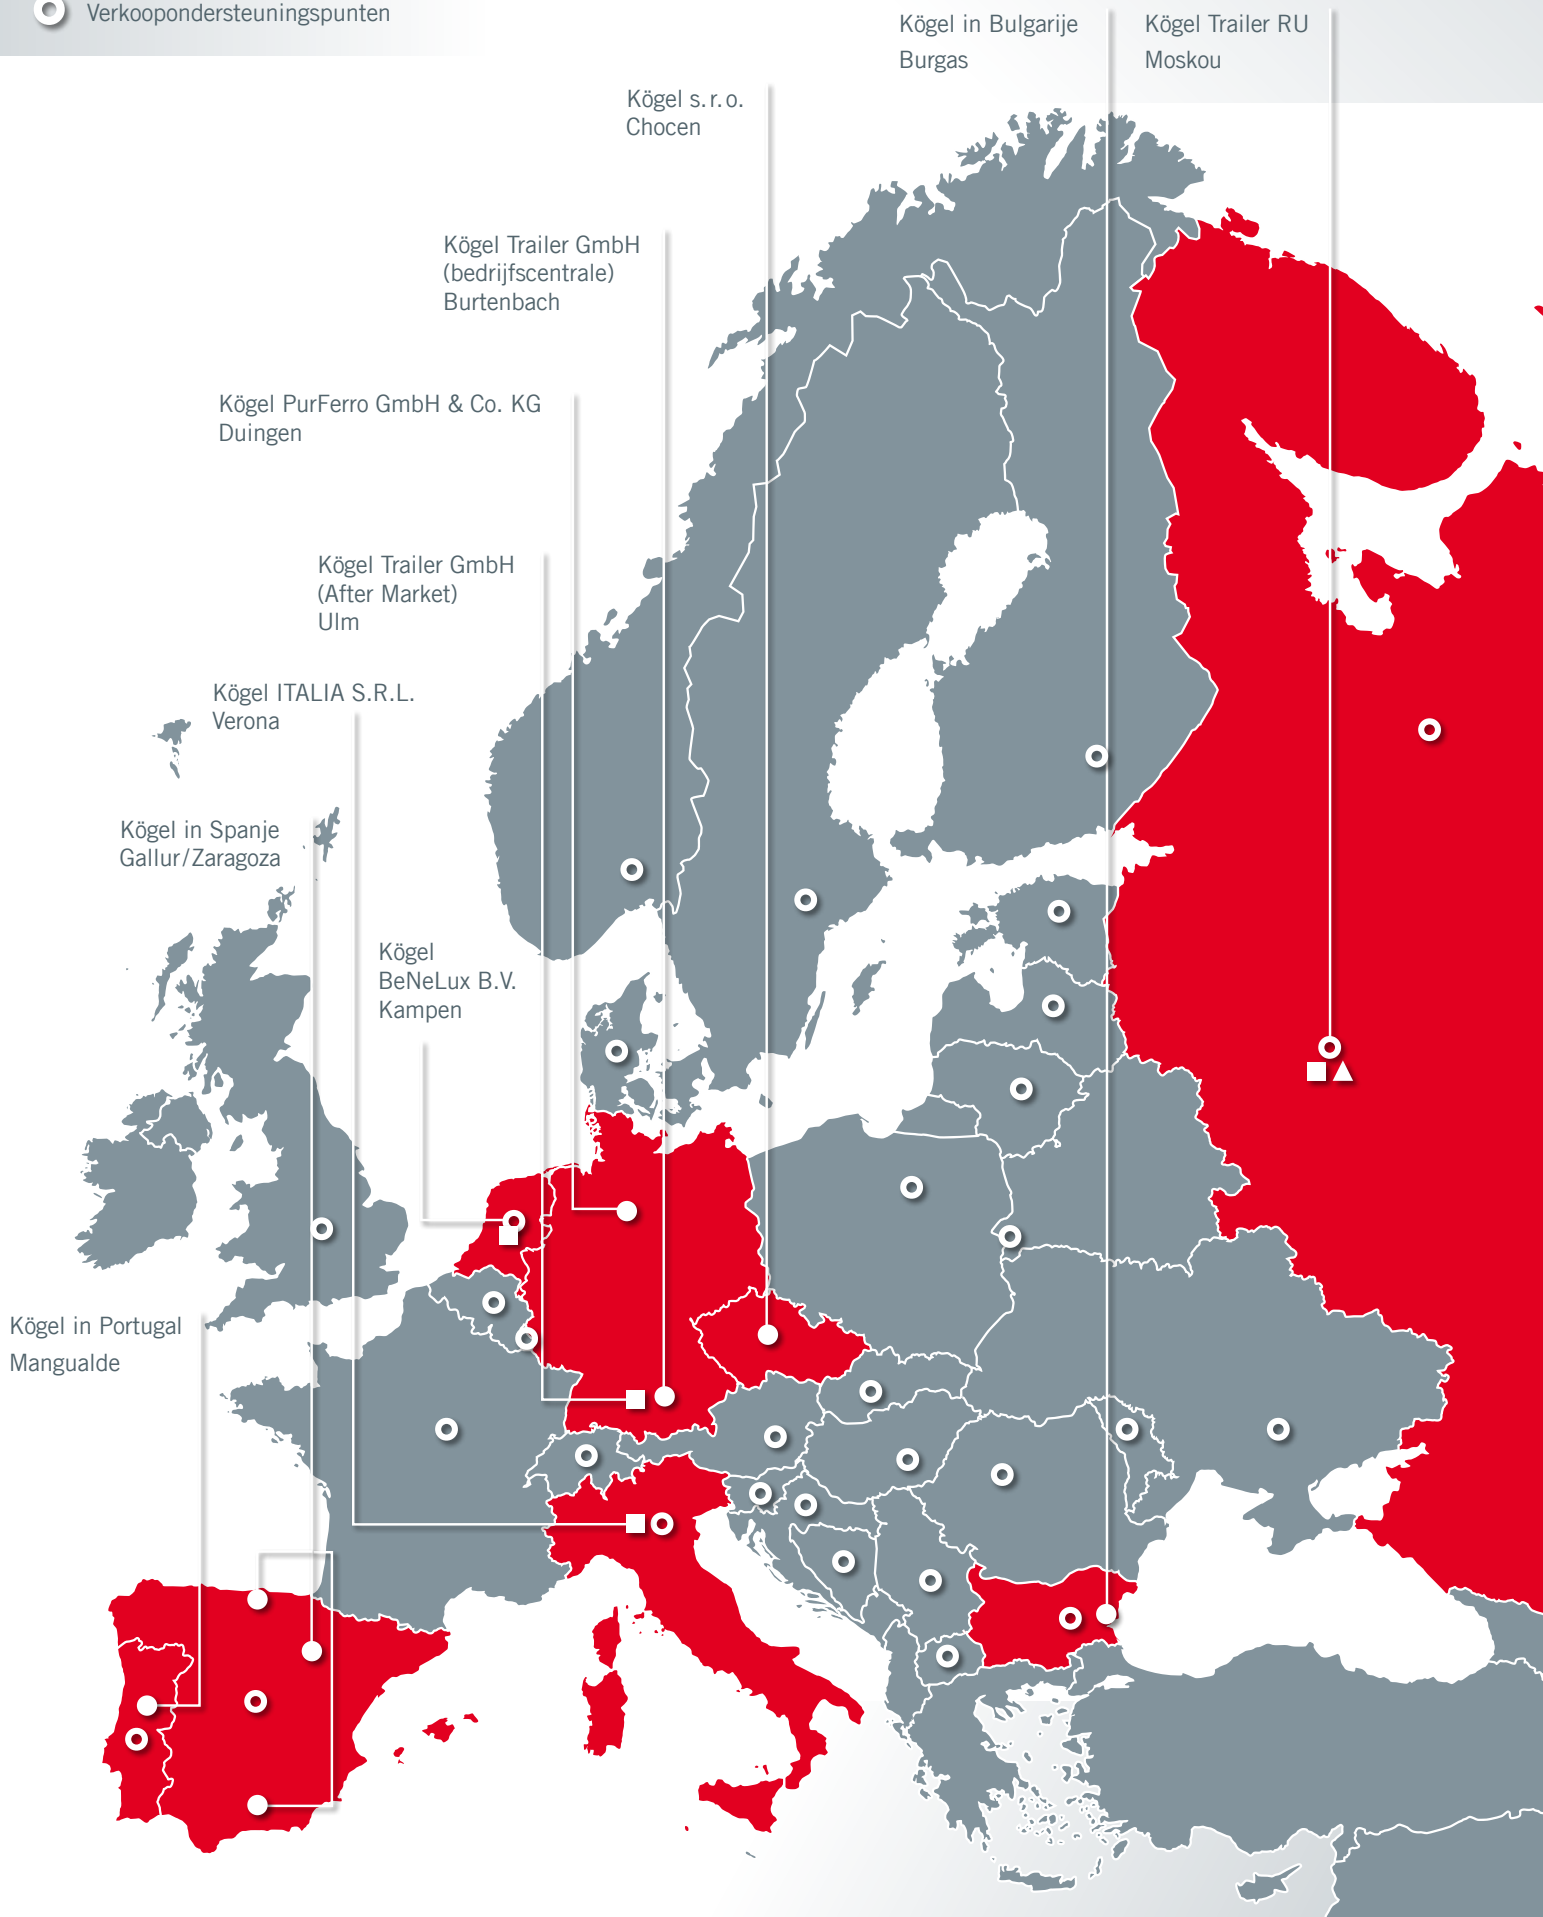 Verkoopondersteuningspunten
Kögel in Bulgarije
Burgas
Kögel Trailer RU
Moskou
Kögel s.r.o.
Chocen
Kögel Trailer GmbH
(bedrijfscentrale)
Burtenbach
Kögel PurFerro GmbH & Co. KG
Duingen
Kögel Trailer GmbH
(After Market)
Ulm
Kögel ITALIA S.R.L.
Verona
Kögel in Spanje
Gallur/Zaragoza
Kögel
BeNeLux B.V.
Kampen
Kögel in Portugal
Mangualde